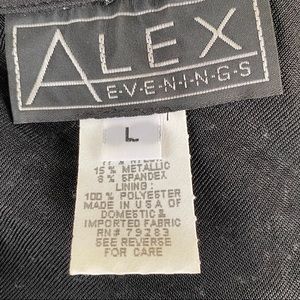 ALEX
E·V·E·N·I·N·G·S
L
15% METALLIC
8% SPANDEX
LINING:
100% POLYESTER
MADE IN U.S.A OF
DOMESTIC &
IMPORTED FABRIC
RN# 79283
SEE REVERSE
FOR CARE